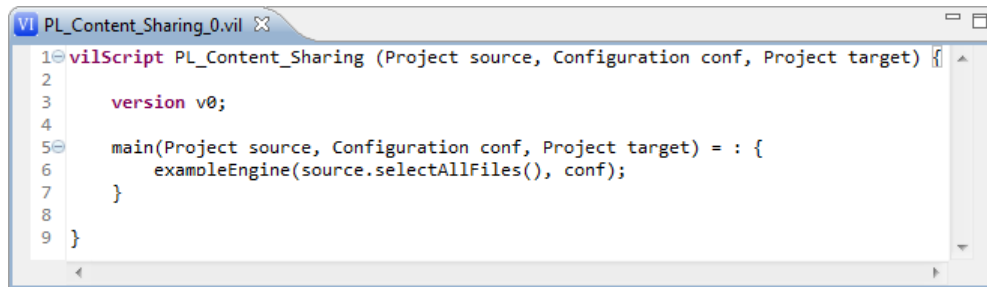 VI PL_Content_Sharing_0.vil
1 vilScript PL_Content_Sharing (Project source, Configuration conf, Project target) {
2
3     version v0;
4
5     main(Project source, Configuration conf, Project target) = : {
6         exampleEngine(source.selectAllFiles(), conf);
7     }
8
9 }